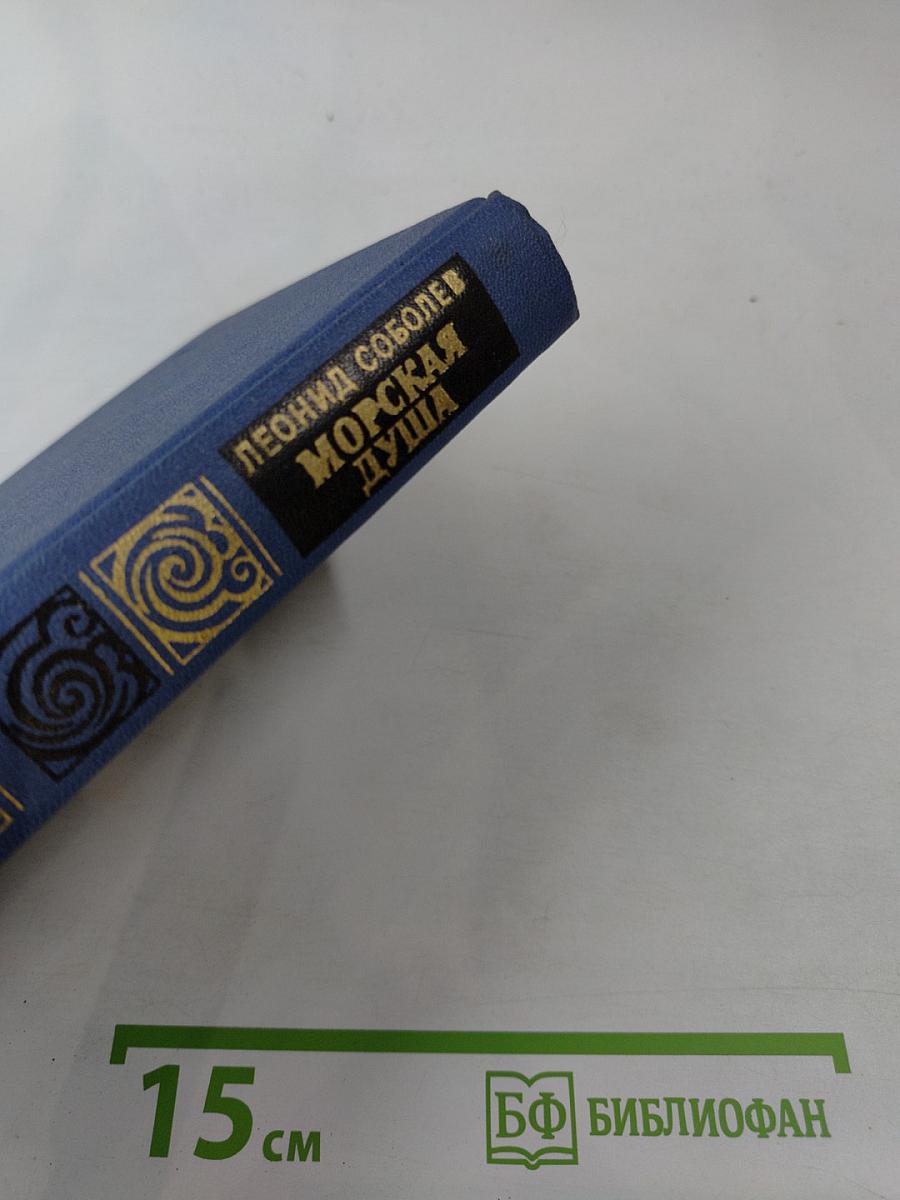 ЛЕОНИД СОБОЛЕВ
МОРСКАЯ
ДУША
15 см
БФ БИБЛИОФАН